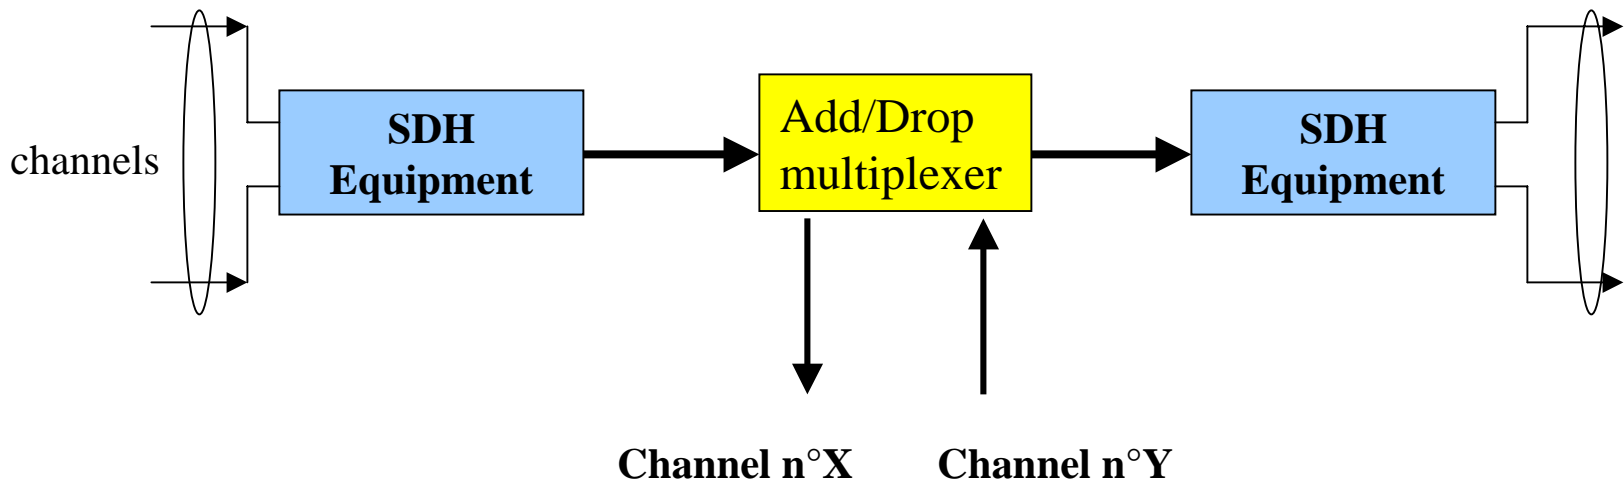 channels
SDH
Equipment
Add/Drop
multiplexer
SDH
Equipment
Channel n°X
Channel n°Y